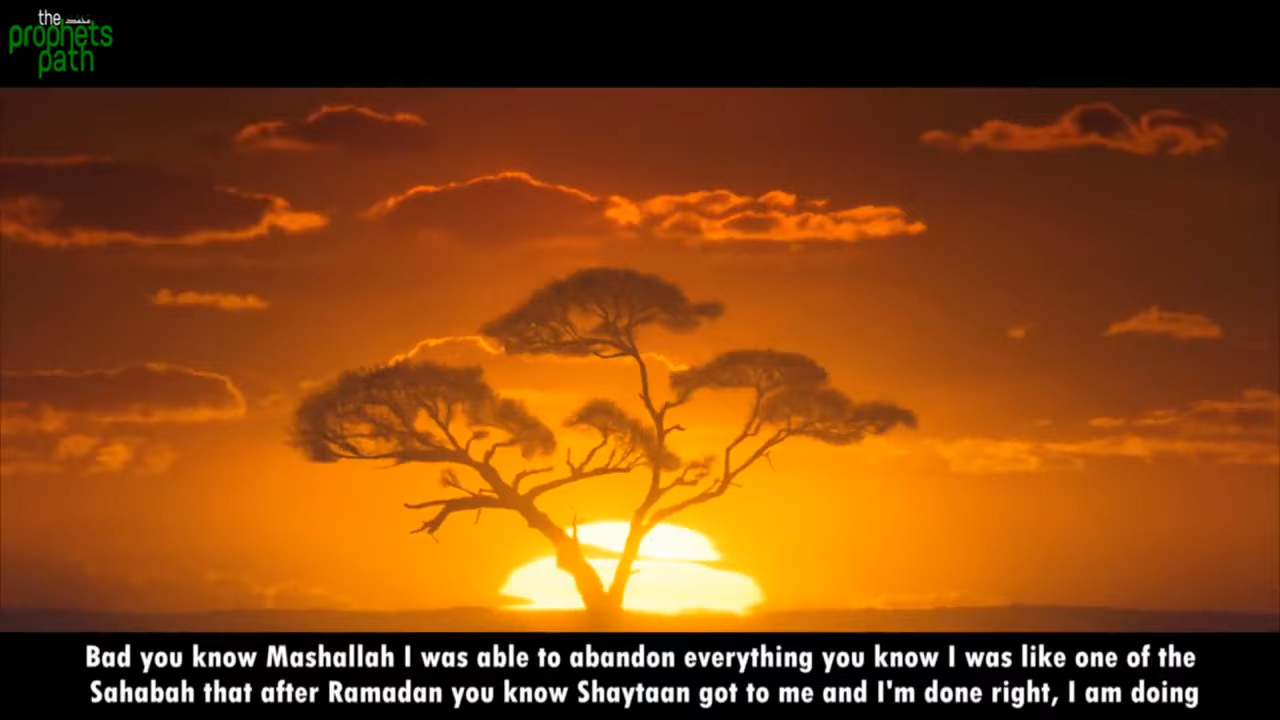 the محمد
prophets
path
Bad you know Mashallah I was able to abandon everything you know I was like one of the
Sahabah that after Ramadan you know Shaytaan got to me and I'm done right, I am doing